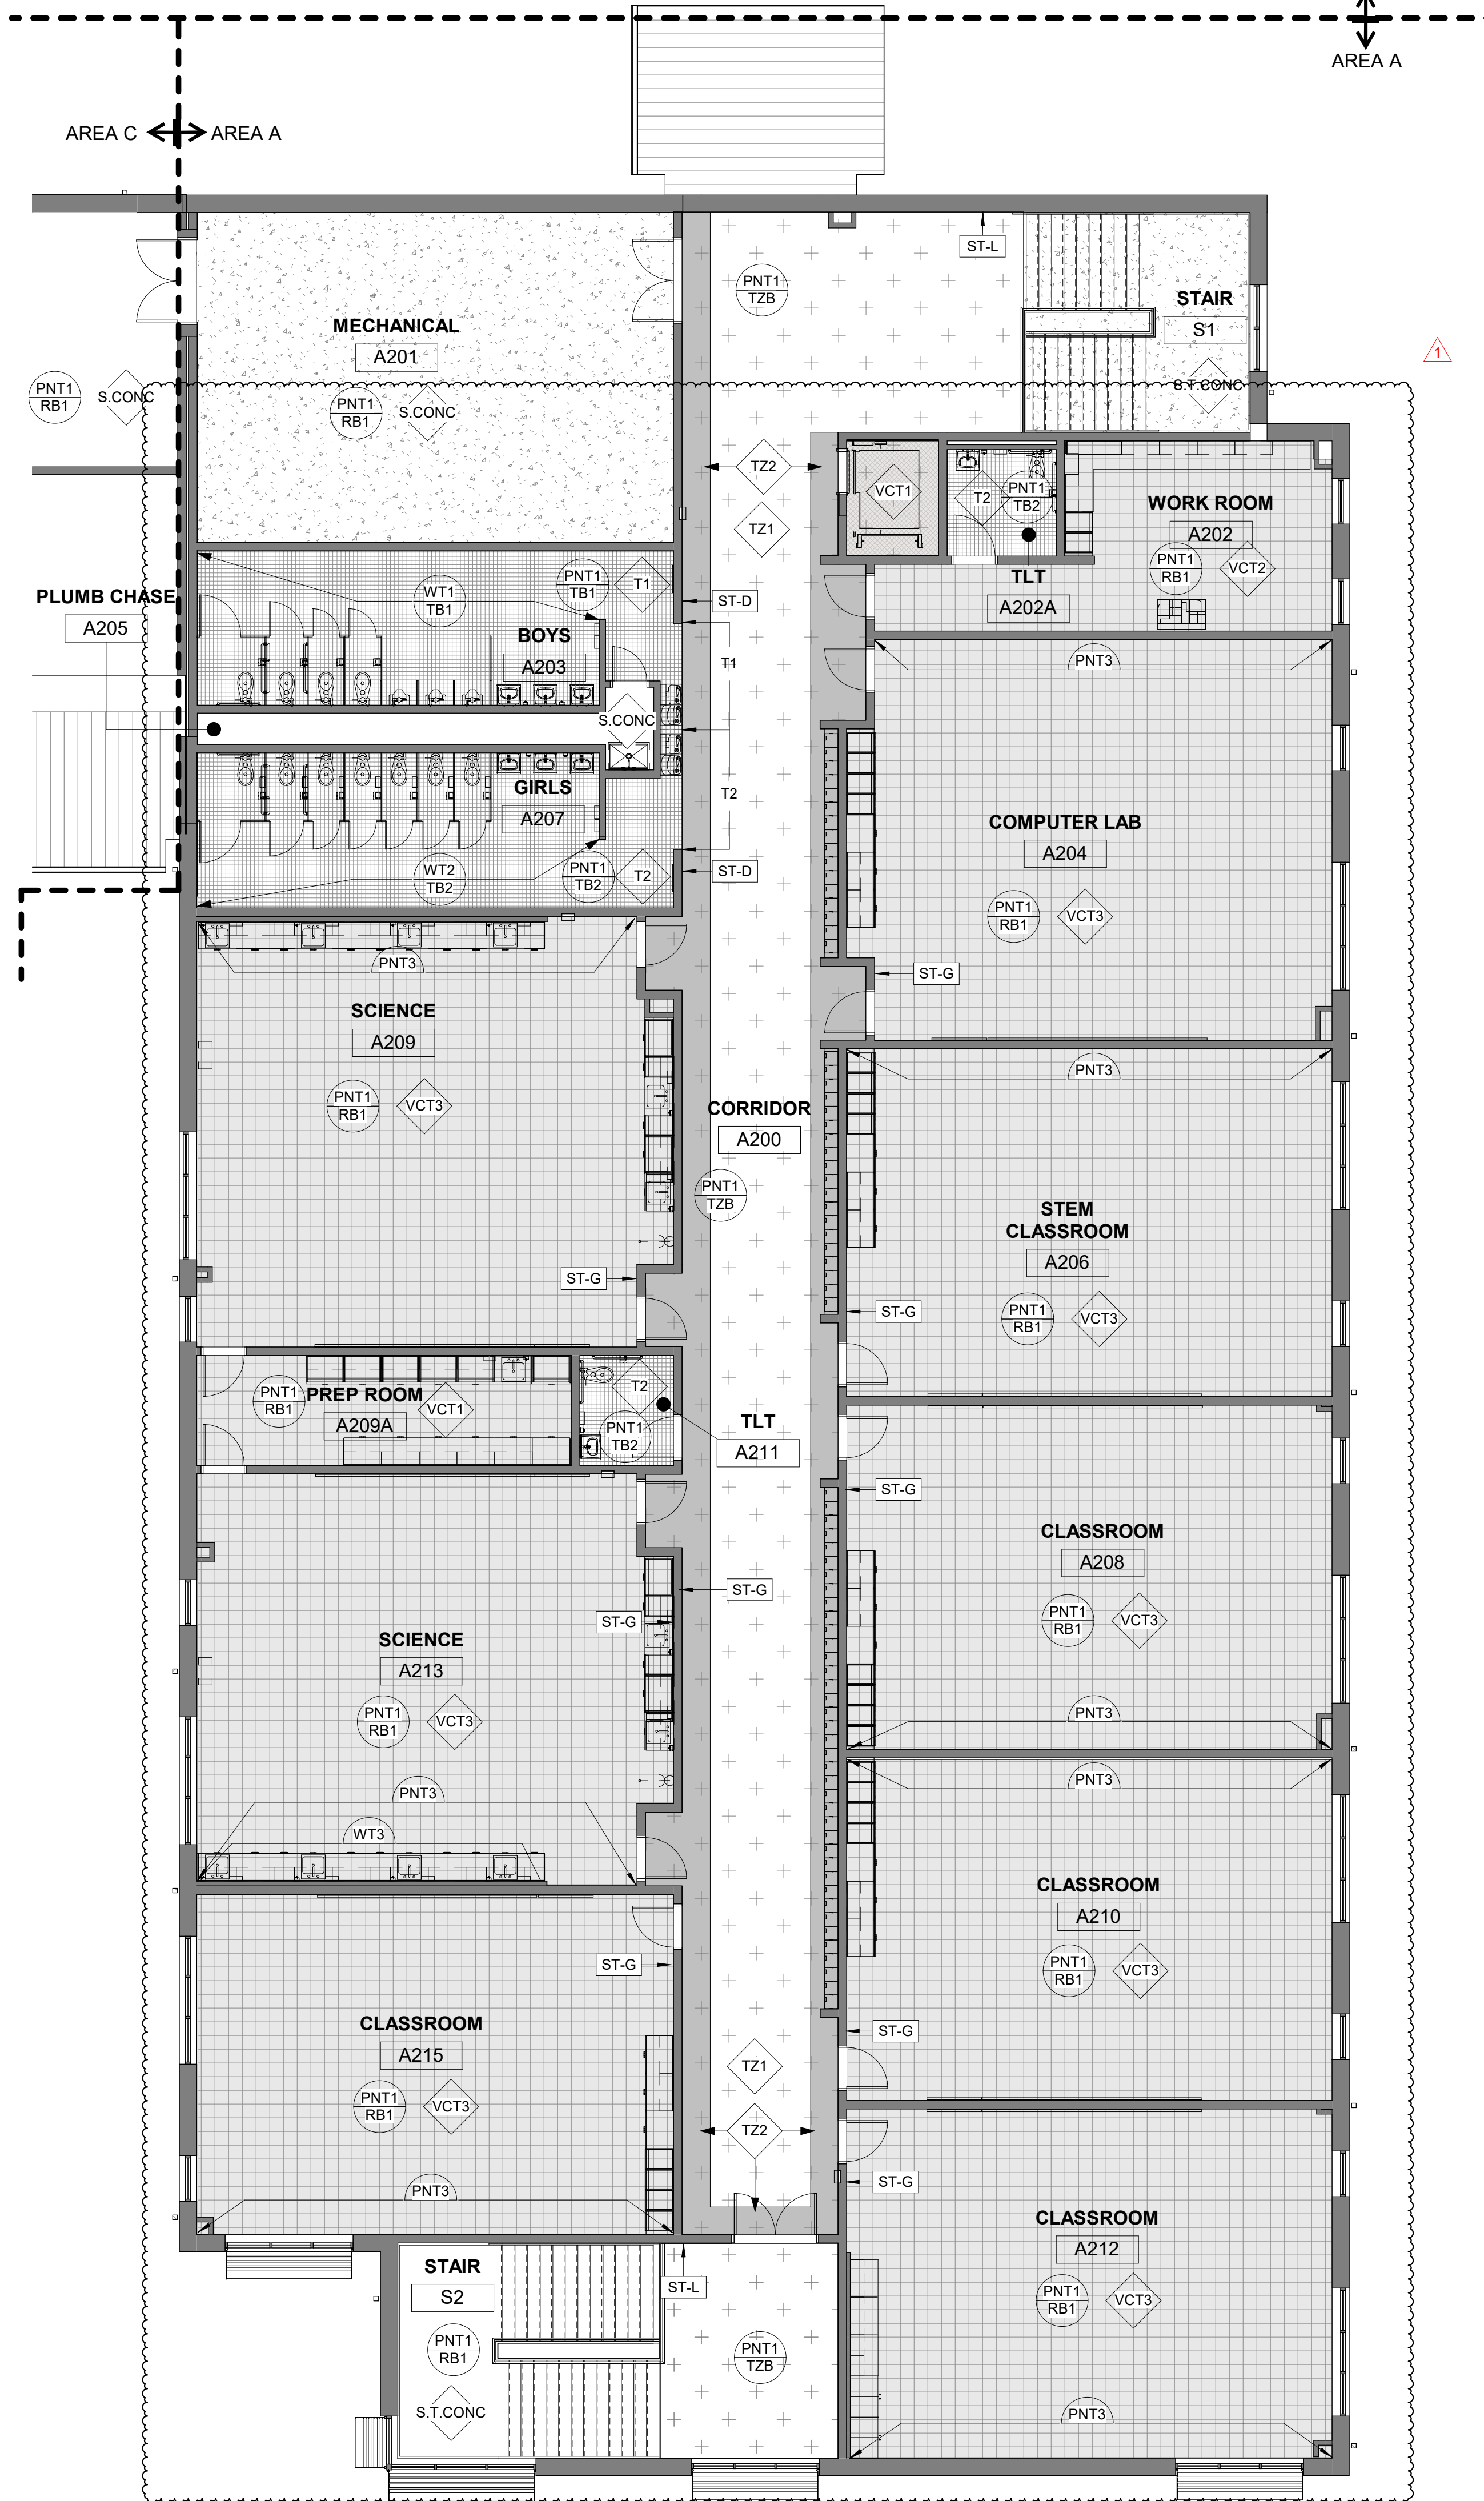 AREA A
AREA C
AREA A
ST-L
PNT1
TZB
STAIR
S1
S.T.CONC
1
MECHANICAL
A201
PNT1
RB1
S.CONC
PNT1
RB1
S.CONC
TZ2
TZ1
VCT1
T2
PNT1
TB2
WORK ROOM
A202
PNT1
RB1
VCT2
TLT
A202A
PLUMB CHASE
A205
WT1
TB1
PNT1
TB1
T1
ST-D
BOYS
A203
T1
S.CONC
PNT3
GIRLS
A207
T2
WT2
TB2
PNT1
TB2
T2
ST-D
COMPUTER LAB
A204
PNT1
RB1
VCT3
ST-G
PNT3
SCIENCE
A209
PNT1
RB1
VCT3
ST-G
CORRIDOR
A200
PNT1
TZB
PNT3
STEM
CLASSROOM
A206
PNT1
RB1
VCT3
ST-G
PNT1
RB1
PREP ROOM
A209A
VCT1
T2
PNT1
TB2
TLT
A211
ST-G
CLASSROOM
A208
PNT1
RB1
VCT3
PNT3
ST-G
ST-G
SCIENCE
A213
PNT1
RB1
VCT3
PNT3
WT3
PNT3
CLASSROOM
A210
PNT1
RB1
VCT3
ST-G
ST-G
CLASSROOM
A215
PNT1
RB1
VCT3
PNT3
TZ1
TZ2
ST-G
CLASSROOM
A212
PNT1
RB1
VCT3
PNT3
STAIR
S2
PNT1
RB1
S.T.CONC
ST-L
PNT1
TZB